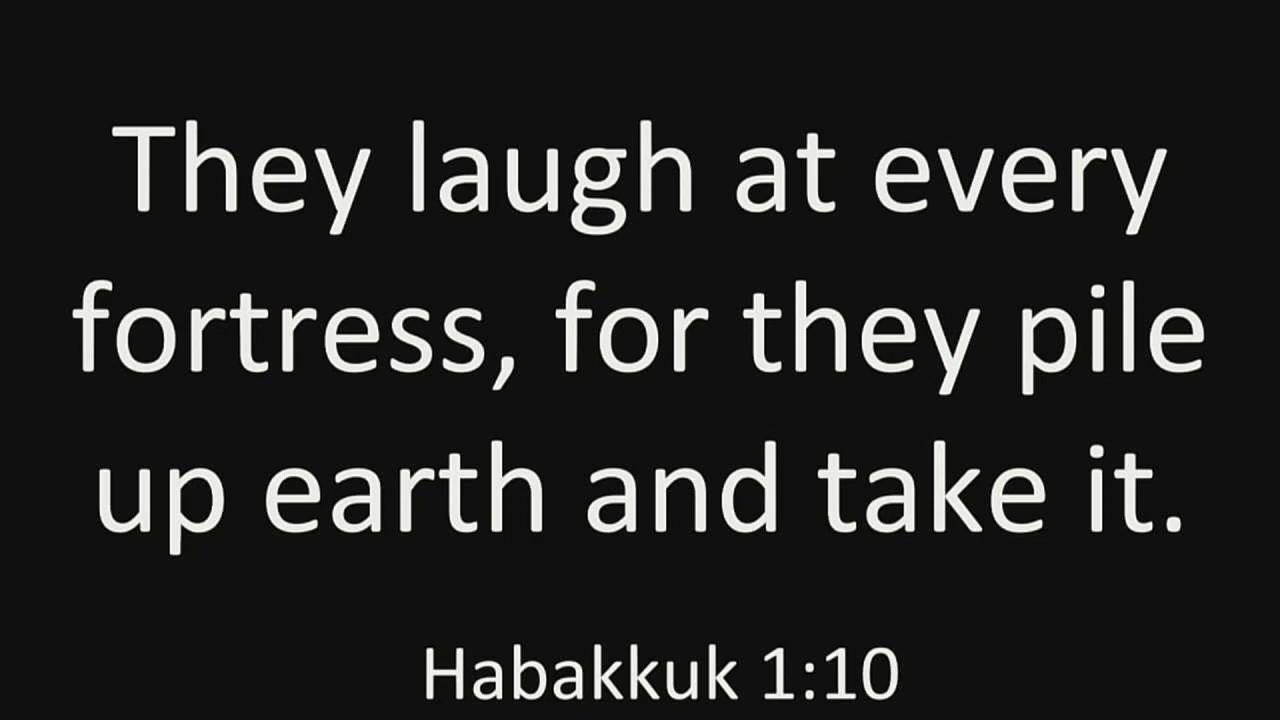 They laugh at every
fortress, for they pile
up earth and take it.
Habakkuk 1:10